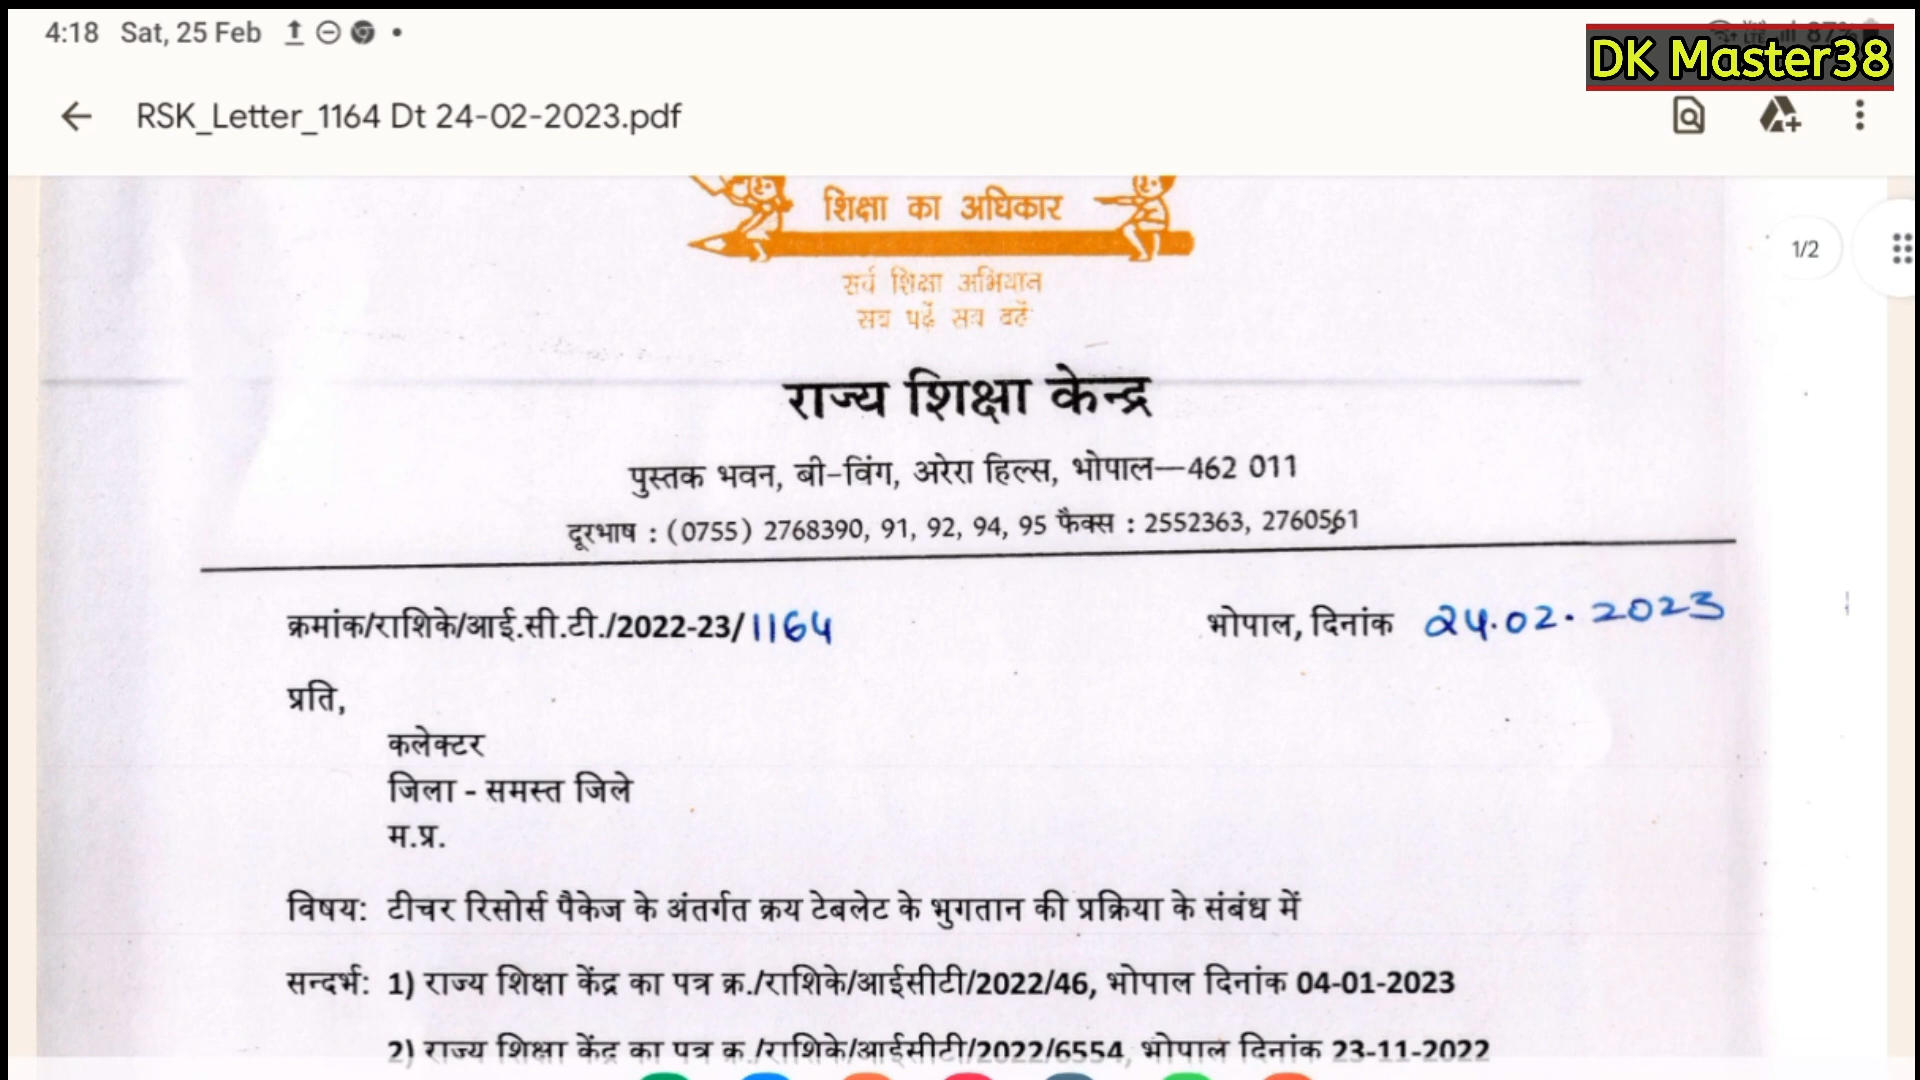 4:18 Sat, 25 Feb
87%
DK Master38
RSK_Letter_1164 Dt 24-02-2023.pdf
शिक्षा का अधिकार
1/2
सर्व शिक्षा अभियान
सब पढ़ें सब बढ़ें
राज्य शिक्षा केन्द्र
पुस्तक भवन, बी-विंग, अरेरा हिल्स, भोपाल—462 011
दूरभाष : (0755) 2768390, 91, 92, 94, 95 फैक्स : 2552363, 2760561
क्रमांक/राशिके/आई.सी.टी./2022-23/1164 भोपाल, दिनांक 24.02.2023
प्रति,
कलेक्टर
जिला - समस्त जिले
म.प्र.
विषय: टीचर रिसोर्स पैकेज के अंतर्गत क्रय टेबलेट के भुगतान की प्रक्रिया के संबंध में
सन्दर्भ: 1) राज्य शिक्षा केंद्र का पत्र क्र./राशिके/आईसीटी/2022/46, भोपाल दिनांक 04-01-2023
2) राज्य शिक्षा केंद्र का पत्र क्र./राशिके/आईसीटी/2022/6554, भोपाल दिनांक 23-11-2022